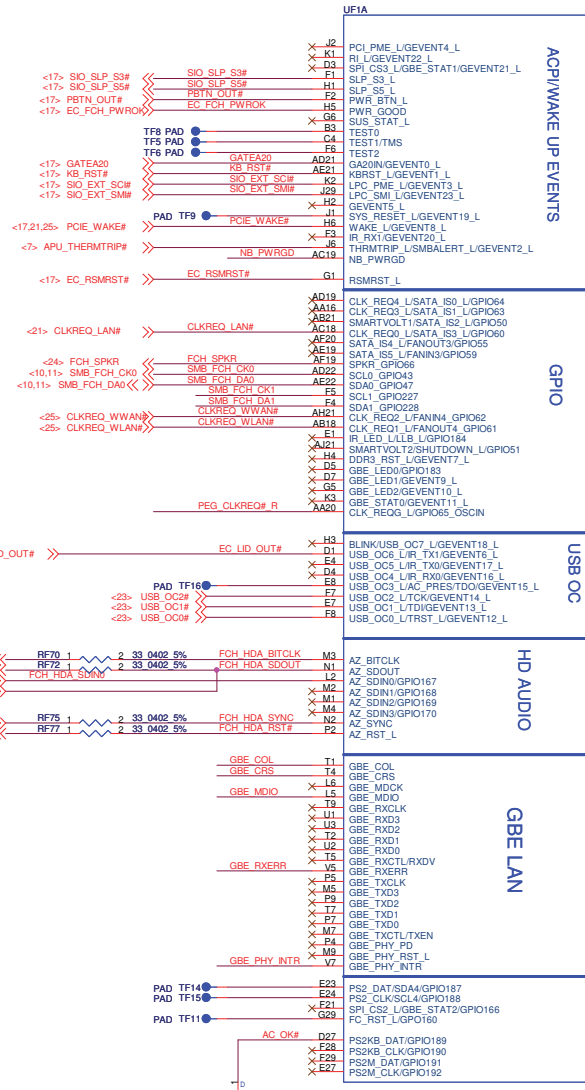 UF1A
ACPI/WAKE UP EVENTS
J2 PCI_PME_L/GEVENT4_L
K1 RI_L/GEVENT22_L
D3 SPI_CS3_L/GBE_STAT1/GEVENT21_L
<17> SIO_SLP_S3# SIO_SLP_S3# F1 SLP_S3_L
<17> SIO_SLP_S5# SIO_SLP_S5# H1 SLP_S5_L
<17> PBTN_OUT# PBTN_OUT# F2 PWR_BTN_L
<17> EC_FCH_PWROK EC_FCH_PWROK H5 PWR_GOOD
G6 SUS_STAT_L
TF8 PAD B3 TEST0
TF5 PAD C4 TEST1/TMS
TF6 PAD F6 TEST2
<17> GATEA20 GATEA20 AD21 GA20IN/GEVENT0_L
<17> KB_RST# KB_RST# AE21 KBRST_L/GEVENT1_L
<17> SIO_EXT_SCI# SIO_EXT_SCI# K2 LPC_PME_L/GEVENT3_L
<17> SIO_EXT_SMI# SIO_EXT_SMI# J29 LPC_SMI_L/GEVENT23_L
H2 GEVENT5_L
PAD TF9 J1 SYS_RESET_L/GEVENT19_L
<17,21,25> PCIE_WAKE# PCIE_WAKE# H6 WAKE_L/GEVENT8_L
F3 IR_RX1/GEVENT20_L
<7> APU_THERMTRIP# J6 THRMTRIP_L/SMBALERT_L/GEVENT2_L
NB_PWRGD AC19 NB_PWRGD
<17> EC_RSMRST# EC_RSMRST# G1 RSMRST_L
GPIO
AD19 CLK_REQ4_L/SATA_IS0_L/GPIO64
AA16 CLK_REQ3_L/SATA_IS1_L/GPIO63
AB21 SMARTVOLT1/SATA_IS2_L/GPIO50
<21> CLKREQ_LAN# CLKREQ_LAN# AC18 CLK_REQ0_L/SATA_IS3_L/GPIO60
AF20 SATA_IS4_L/FANOUT3/GPIO55
AE19 SATA_IS5_L/FANIN3/GPIO59
<24> FCH_SPKR FCH_SPKR AF19 SPKR_GPIO66
<10,11> SMB_FCH_CK0 SMB_FCH_CK0 AD22 SCL0_GPIO43
<10,11> SMB_FCH_DA0 SMB_FCH_DA0 AE22 SDA0_GPIO47
SMB_FCH_CK1 F5 SCL1_GPIO227
SMB_FCH_DA1 F4 SDA1_GPIO228
<25> CLKREQ_WWAN# CLKREQ_WWAN# AH21 CLK_REQ2_L/FANIN4_GPIO62
<25> CLKREQ_WLAN# CLKREQ_WLAN# AB18 CLK_REQ1_L/FANOUT4_GPIO61
E1 IR_LED_L/LLB_L/GPIO184
AJ21 SMARTVOLT2/SHUTDOWN_L/GPIO51
H4 DDR3_RST_L/GEVENT7_L
D5 GBE_LED0/GPIO183
D7 GBE_LED1/GEVENT9_L
G5 GBE_LED2/GEVENT10_L
K3 GBE_STAT0/GEVENT11_L
PEG_CLKREQ#_R AA20 CLK_REQG_L/GPIO65_OSCIN
USB OC
H3 BLINK/USB_OC7_L/GEVENT18_L
D_OUT# EC_LID_OUT# D1 USB_OC6_L/IR_TX1/GEVENT6_L
E4 USB_OC5_L/IR_TX0/GEVENT17_L
D4 USB_OC4_L/IR_RX0/GEVENT16_L
PAD TF16 E8 USB_OC3_L/AC_PRES/TDO/GEVENT15_L
<23> USB_OC2# F7 USB_OC2_L/TCK/GEVENT14_L
<23> USB_OC1# E7 USB_OC1_L/TDI/GEVENT13_L
<23> USB_OC0# F8 USB_OC0_L/TRST_L/GEVENT12_L
HD AUDIO
RF70 1 2 33_0402_5% FCH_HDA_BITCLK M3 AZ_BITCLK
RF72 1 2 33_0402_5% FCH_HDA_SDOUT N1 AZ_SDOUT
FCH_HDA_SDIN0 L2 AZ_SDIN0/GPIO167
M2 AZ_SDIN1/GPIO168
M1 AZ_SDIN2/GPIO169
M4 AZ_SDIN3/GPIO170
RF75 1 2 33_0402_5% FCH_HDA_SYNC N2 AZ_SYNC
RF77 1 2 33_0402_5% FCH_HDA_RST# P2 AZ_RST_L
GBE LAN
GBE_COL T1 GBE_COL
GBE_CRS T4 GBE_CRS
L6 GBE_MDCK
GBE_MDIO L5 GBE_MDIO
T9 GBE_RXCLK
U1 GBE_RXD3
U3 GBE_RXD2
T2 GBE_RXD1
U2 GBE_RXD0
T5 GBE_RXCTL/RXDV
GBE_RXERR V5 GBE_RXERR
P5 GBE_TXCLK
M5 GBE_TXD3
P9 GBE_TXD2
T7 GBE_TXD1
P7 GBE_TXD0
M7 GBE_TXCTL/TXEN
P4 GBE_PHY_PD
M9 GBE_PHY_RST_L
GBE_PHY_INTR V7 GBE_PHY_INTR
PAD TF14 E23 PS2_DAT/SDA4/GPIO187
PAD TF15 E24 PS2_CLK/SCL4/GPIO188
F21 SPI_CS2_L/GBE_STAT2/GPIO166
PAD TF11 G29 FC_RST_L/GPO160
AC_OK# D27 PS2KB_DAT/GPIO189
F28 PS2KB_CLK/GPIO190
F29 PS2M_DAT/GPIO191
E27 PS2M_CLK/GPIO192
D